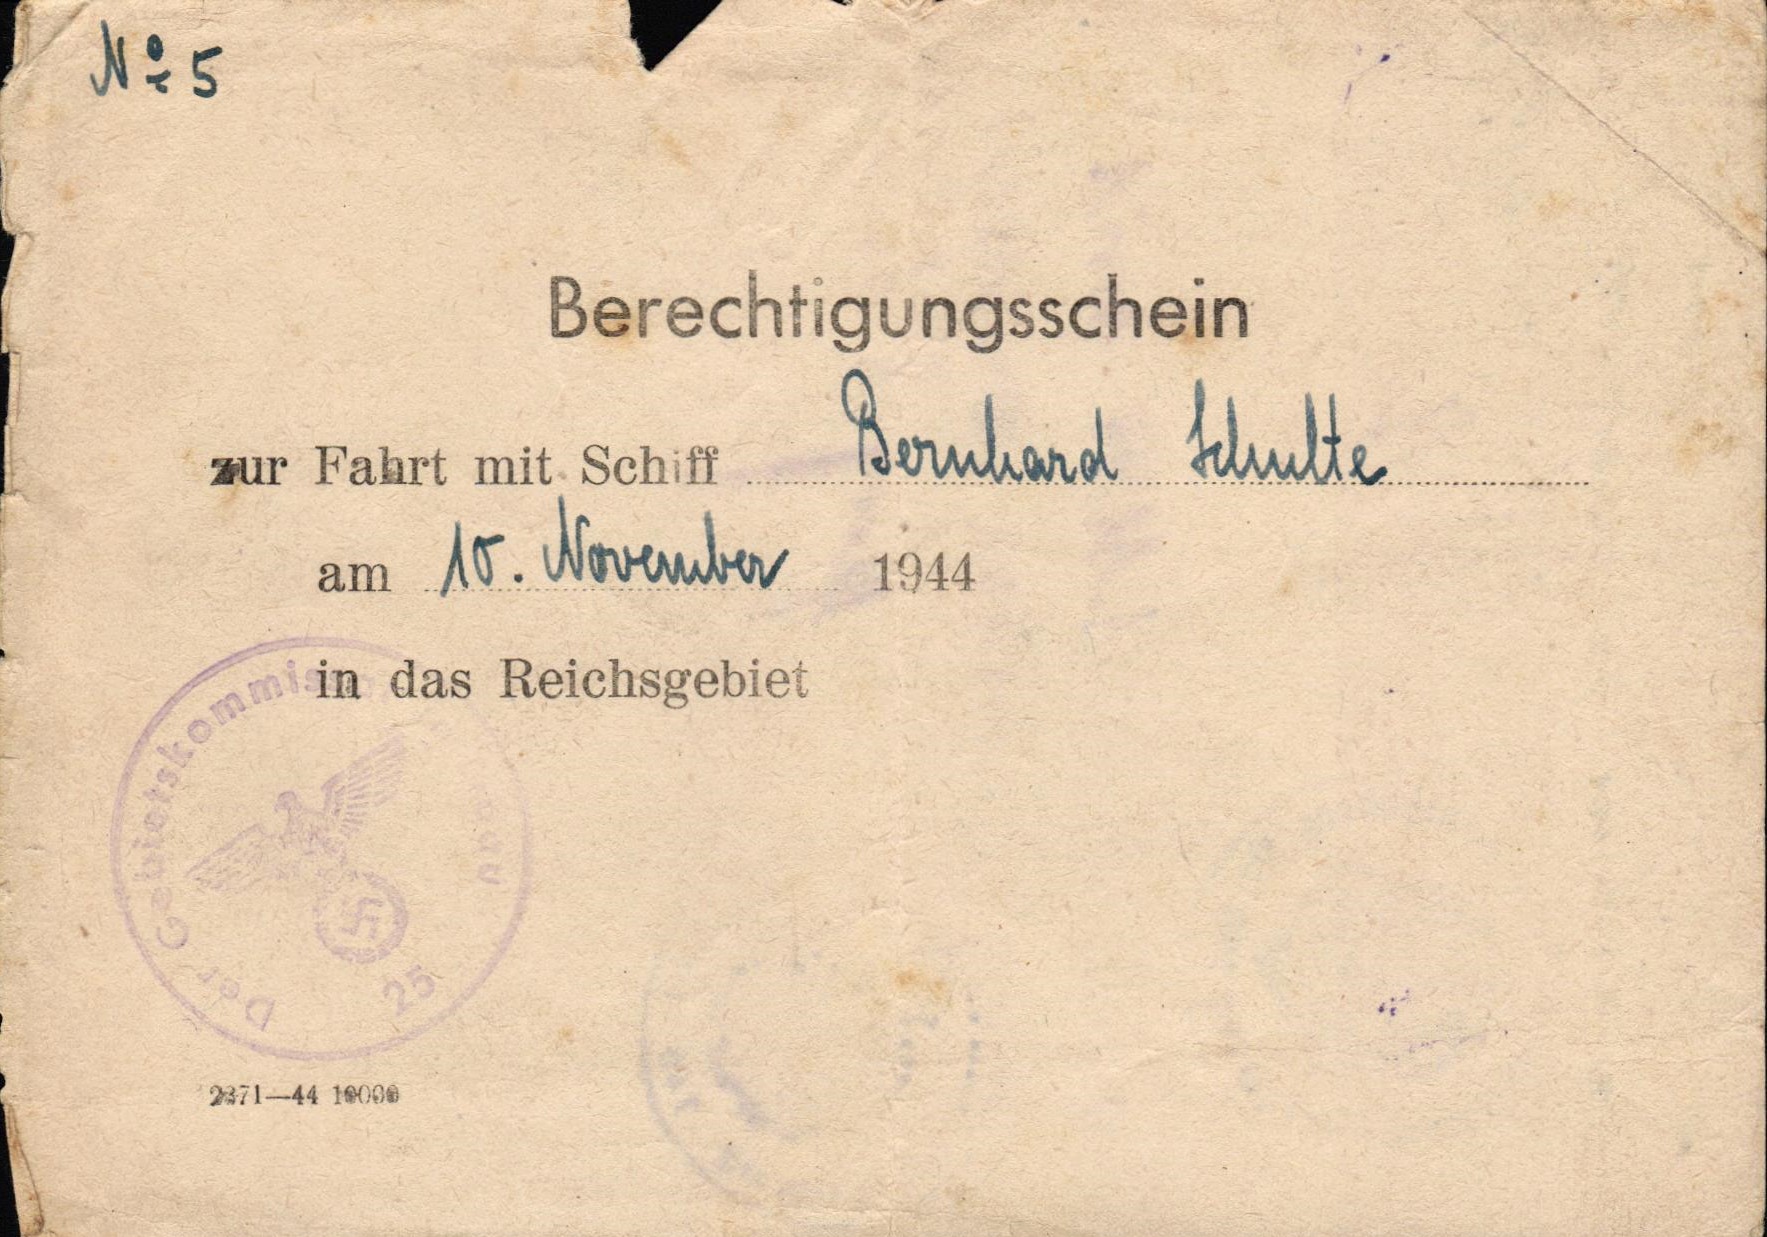 № 5
Berechtigungsschein
zur Fahrt mit Schiff Bernhard Schulte
am 10. November 1944
in das Reichsgebiet
Der Gebietskommissar
25
2371—44 10000